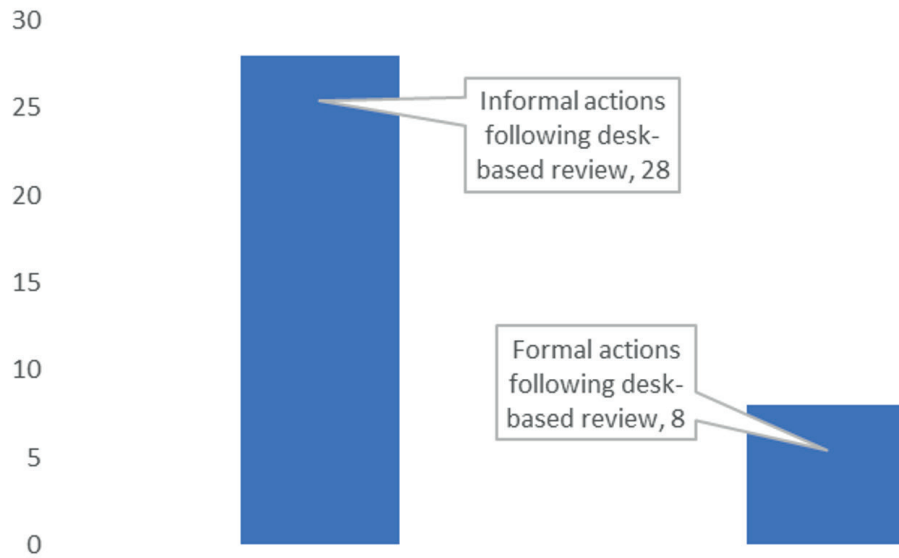 30
25
20
15
10
5
0
Informal actions
following desk-
based review, 28
Formal actions
following desk-
based review, 8